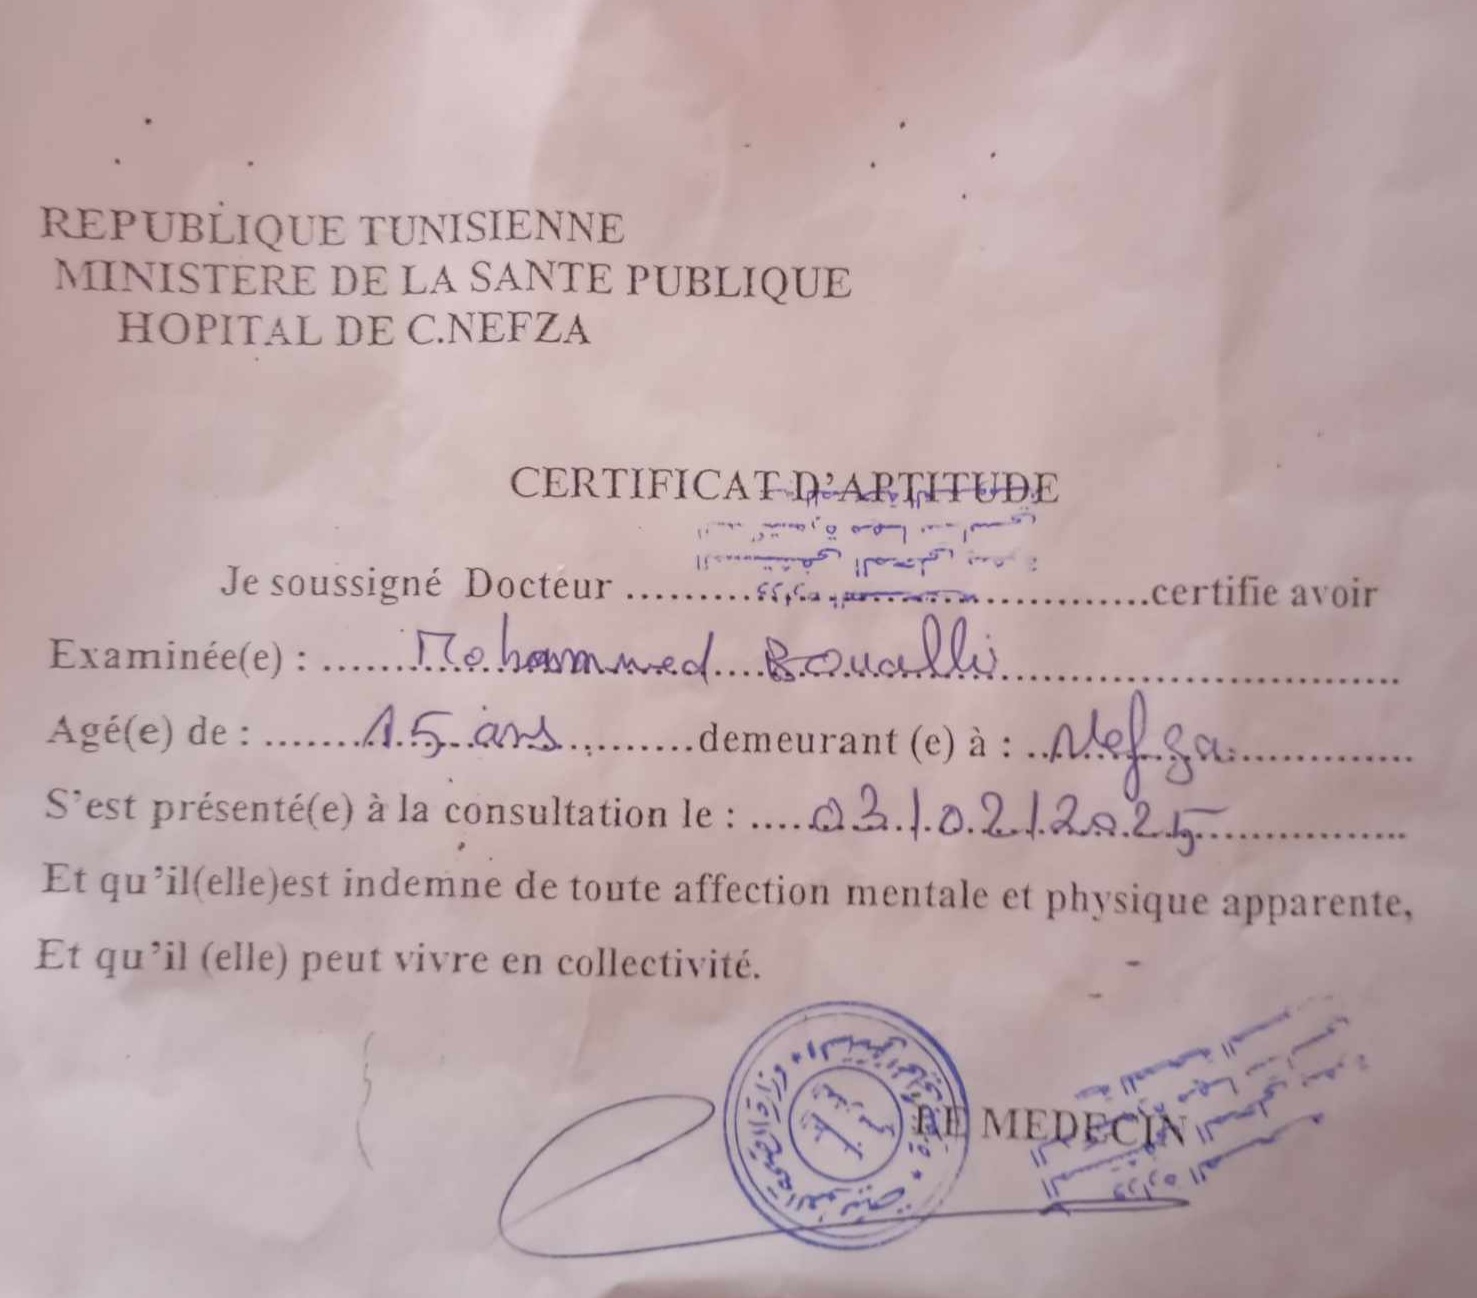 REPUBLIQUE TUNISIENNE
MINISTERE DE LA SANTE PUBLIQUE
HOPITAL DE C.NEFZA
CERTIFICAT D'APTITUDE
Je soussigné Docteur ........................certifie avoir
Examinée(e) : ......Mohammed....Boualli..............................
Agé(e) de : .......15 ans...........demeurant (e) à : ..Nefza..............
S'est présenté(e) à la consultation le : ....03/02/2025..................
Et qu'il(elle)est indemne de toute affection mentale et physique apparente,
Et qu'il (elle) peut vivre en collectivité.
LE MEDECIN